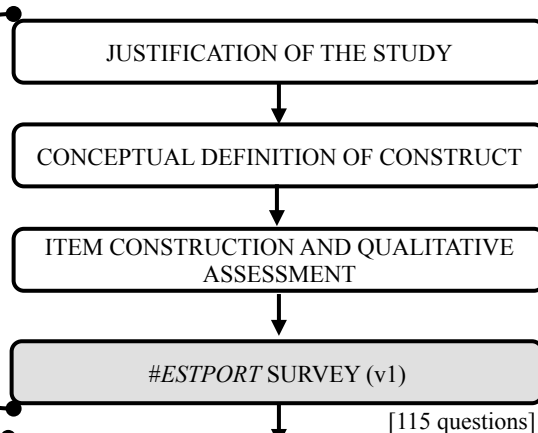 JUSTIFICATION OF THE STUDY
CONCEPTUAL DEFINITION OF CONSTRUCT
ITEM CONSTRUCTION AND QUALITATIVE
ASSESSMENT
#ESTPORT SURVEY (v1)
[115 questions]